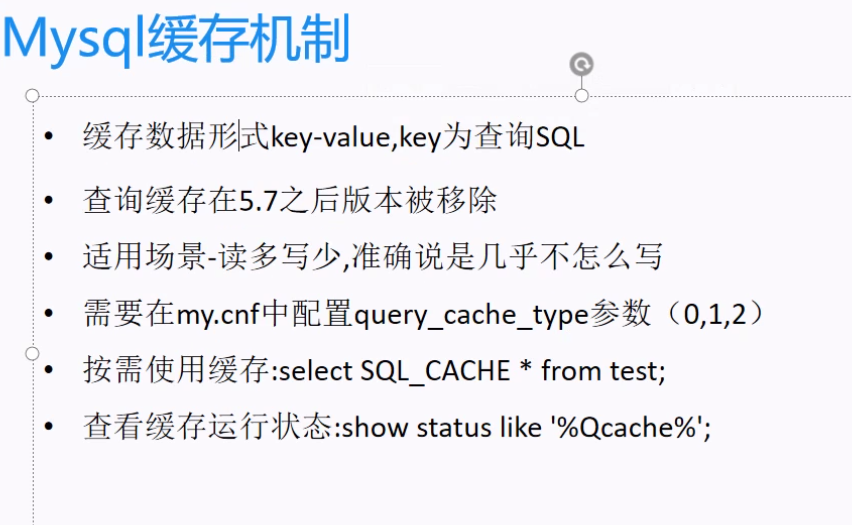 Mysql缓存机制
• 缓存数据形式key-value,key为查询SQL
• 查询缓存在5.7之后版本被移除
• 适用场景-读多写少,准确说是几乎不怎么写
• 需要在my.cnf中配置query_cache_type参数（0,1,2）
• 按需使用缓存:select SQL_CACHE * from test;
• 查看缓存运行状态:show status like '%Qcache%';